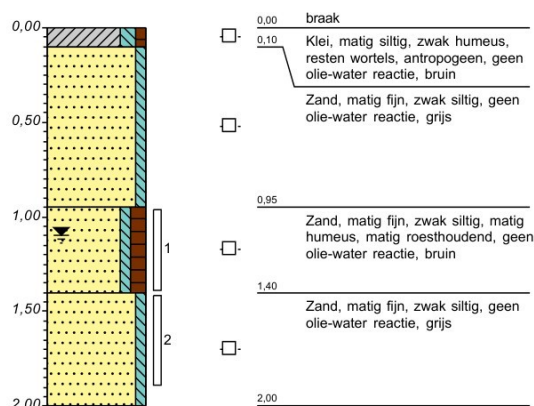 0,00
0,50
1,00
1,50
2,00
1
2
0,00
braak
0,10
Klei, matig siltig, zwak humeus,
resten wortels, antropogeen, geen
olie-water reactie, bruin
Zand, matig fijn, zwak siltig, geen
olie-water reactie, grijs
0,95
Zand, matig fijn, zwak siltig, matig
humeus, matig roesthoudend, geen
olie-water reactie, bruin
1,40
Zand, matig fijn, zwak siltig, geen
olie-water reactie, grijs
2,00